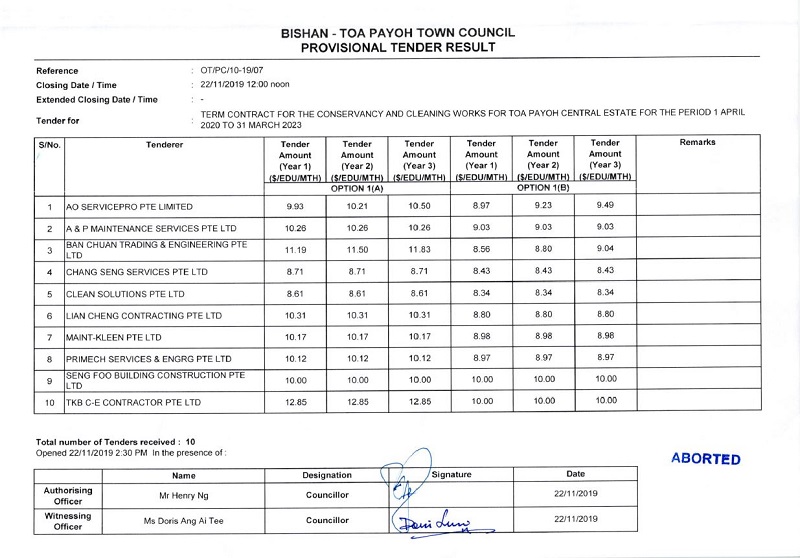 BISHAN - TOA PAYOH TOWN COUNCIL
PROVISIONAL TENDER RESULT
Reference : OT/PC/10-19/07
Closing Date / Time : 22/11/2019 12:00 noon
Extended Closing Date / Time : -
Tender for : TERM CONTRACT FOR THE CONSERVANCY AND CLEANING WORKS FOR TOA PAYOH CENTRAL ESTATE FOR THE PERIOD 1 APRIL
2020 TO 31 MARCH 2023
S/No. Tenderer Tender Tender Tender Tender Tender Tender Remarks
Amount Amount Amount Amount Amount Amount
(Year 1) (Year 2) (Year 3) (Year 1) (Year 2) (Year 3)
($/EDU/MTH) ($/EDU/MTH) ($/EDU/MTH) ($/EDU/MTH) ($/EDU/MTH) ($/EDU/MTH)
OPTION 1(A) OPTION 1(B)
1 AO SERVICEPRO PTE LIMITED 9.93 10.21 10.50 8.97 9.23 9.49
2 A & P MAINTENANCE SERVICES PTE LTD 10.26 10.26 10.26 9.03 9.03 9.03
3 BAN CHUAN TRADING & ENGINEERING PTE
LTD 11.19 11.50 11.83 8.56 8.80 9.04
4 CHANG SENG SERVICES PTE LTD 8.71 8.71 8.71 8.43 8.43 8.43
5 CLEAN SOLUTIONS PTE LTD 8.61 8.61 8.61 8.34 8.34 8.34
6 LIAN CHENG CONTRACTING PTE LTD 10.31 10.31 10.31 8.80 8.80 8.80
7 MAINT-KLEEN PTE LTD 10.17 10.17 10.17 8.98 8.98 8.98
8 PRIMECH SERVICES & ENGRG PTE LTD 10.12 10.12 10.12 8.97 8.97 8.97
9 SENG FOO BUILDING CONSTRUCTION PTE
LTD 10.00 10.00 10.00 10.00 10.00 10.00
10 TKB C-E CONTRACTOR PTE LTD 12.85 12.85 12.85 10.00 10.00 10.00
Total number of Tenders received : 10
Opened 22/11/2019 2:30 PM In the presence of :
ABORTED
Name Designation Signature Date
Authorising
Officer Mr Henry Ng Councillor 22/11/2019
Witnessing
Officer Ms Doris Ang Ai Tee Councillor 22/11/2019